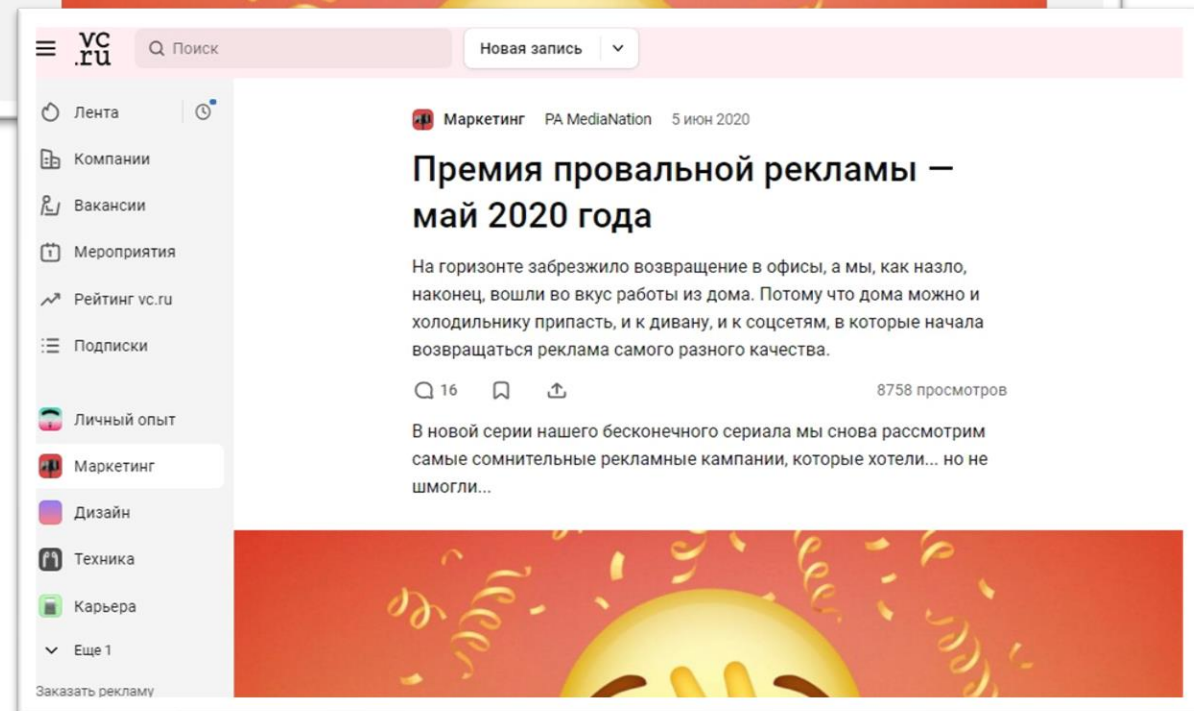 vc
.ru
Поиск
Новая запись
Лента
Компании
Вакансии
Мероприятия
Рейтинг vc.ru
Подписки
Личный опыт
Маркетинг
Дизайн
Техника
Карьера
Еще 1
Заказать рекламу
Маркетинг PA MediaNation 5 июн 2020
Премия провальной рекламы —
май 2020 года
На горизонте забрезжило возвращение в офисы, а мы, как назло,
наконец, вошли во вкус работы из дома. Потому что дома можно и
холодильнику припасть, и к дивану, и к соцсетям, в которые начала
возвращаться реклама самого разного качества.
16 8758 просмотров
В новой серии нашего бесконечного сериала мы снова рассмотрим
самые сомнительные рекламные кампании, которые хотели... но не
шмогли...